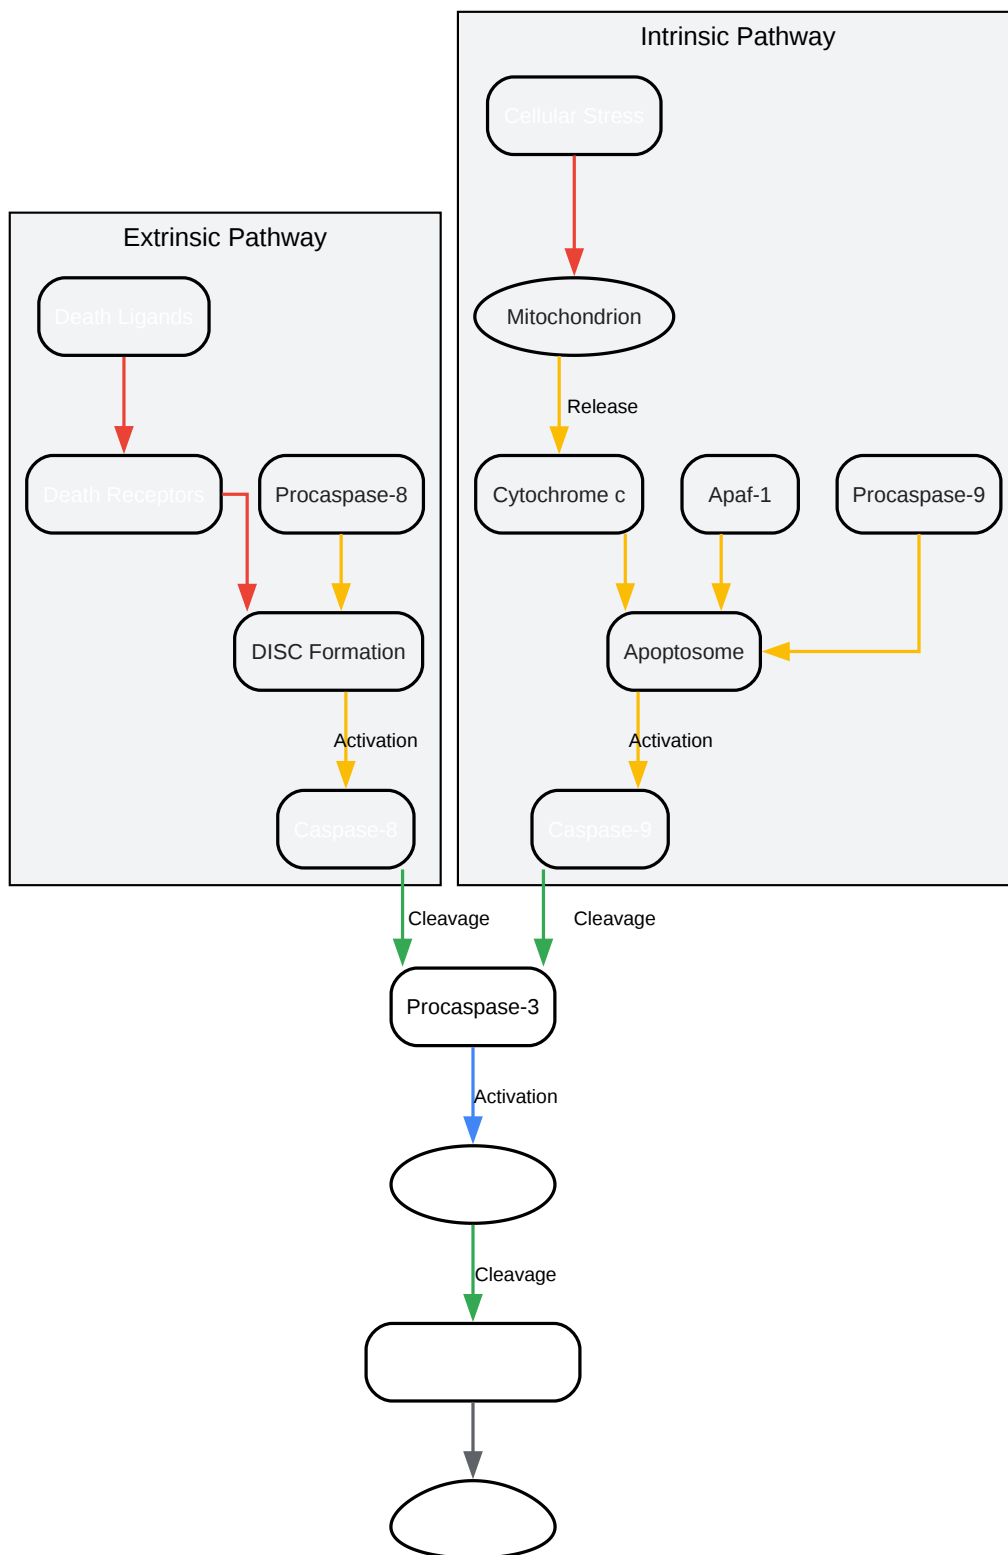 Intrinsic Pathway
Cellular Stress
Extrinsic Pathway
Death Ligands
Mitochondrion
Release
Death Receptors
Procaspase-8
Cytochrome c
Apaf-1
Procaspase-9
DISC Formation
Apoptosome
Activation
Activation
Caspase-8
Caspase-9
Cleavage
Cleavage
Procaspase-3
Activation
Cleavage